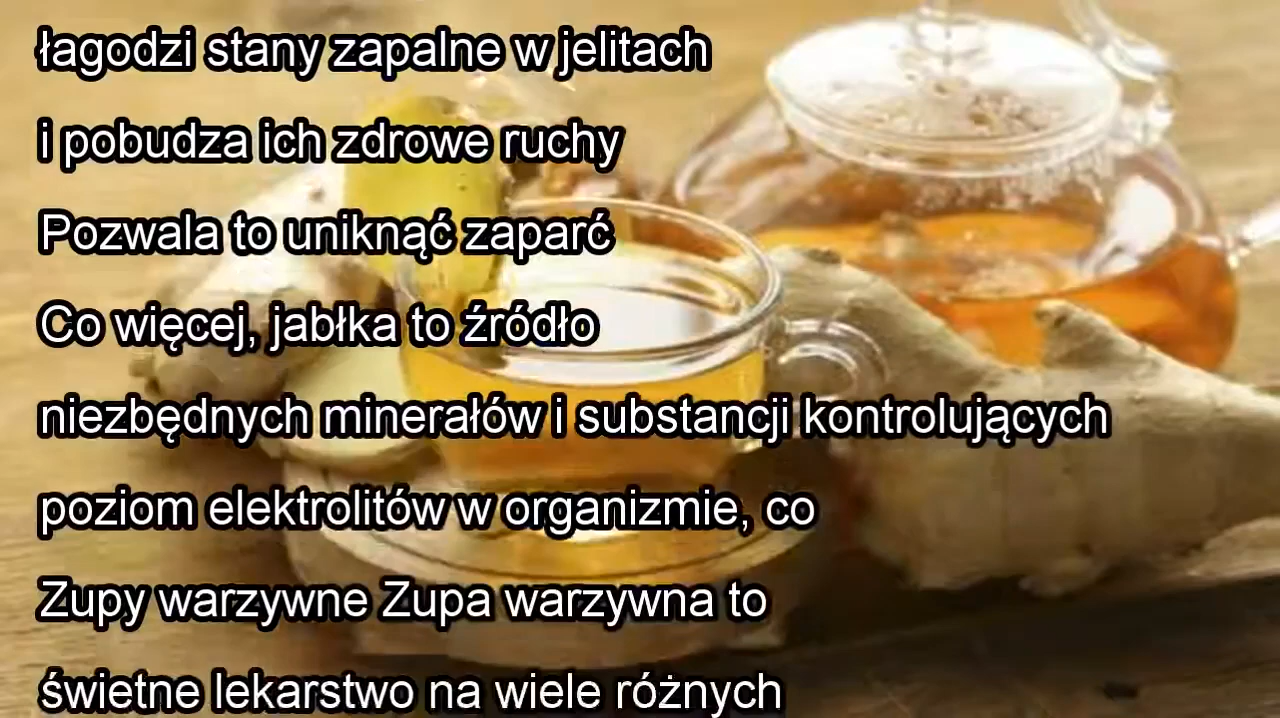 łagodzi stany zapalne w jelitach
i pobudza ich zdrowe ruchy
Pozwala to uniknąć zaparć
Co więcej, jabłka to źródło
niezbędnych minerałów i substancji kontrolujących
poziom elektrolitów w organizmie, co
Zupy warzywne Zupa warzywna to
świetne lekarstwo na wiele różnych